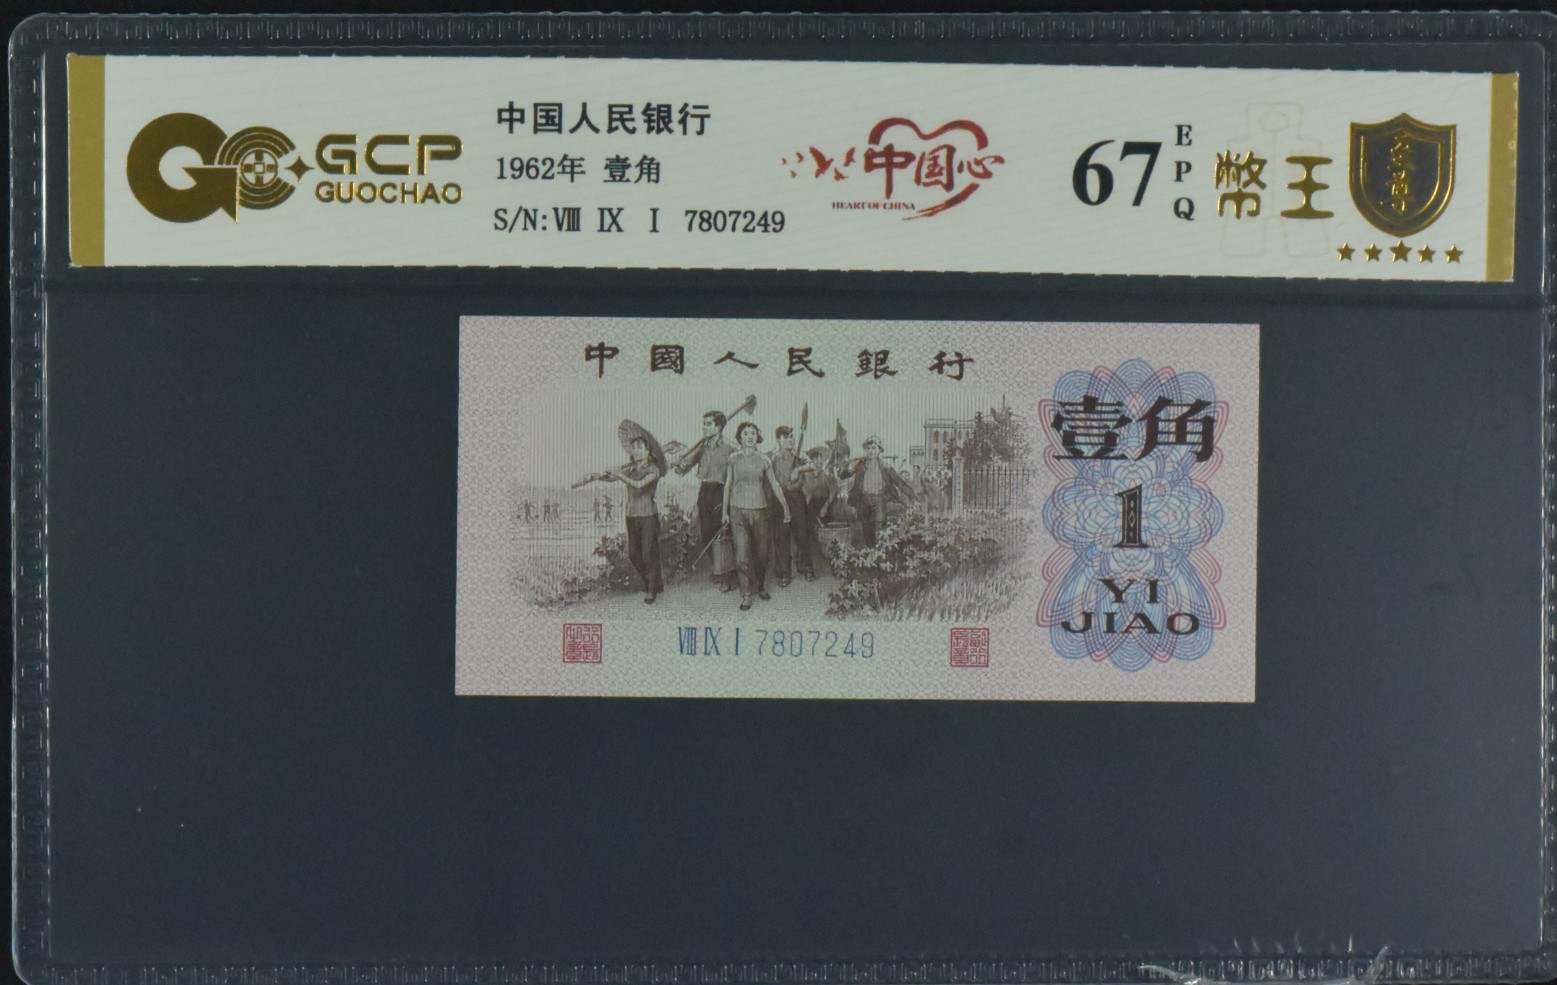 GCP
GUOCHAO
中国人民银行
1962年 壹角
S/N:Ⅷ Ⅸ Ⅰ 7807249
中国心
HEART OF CHINA
67
EPQ
幣王
中國人民銀行
壹角
1
YI
JIAO
Ⅷ Ⅸ Ⅰ 7807249